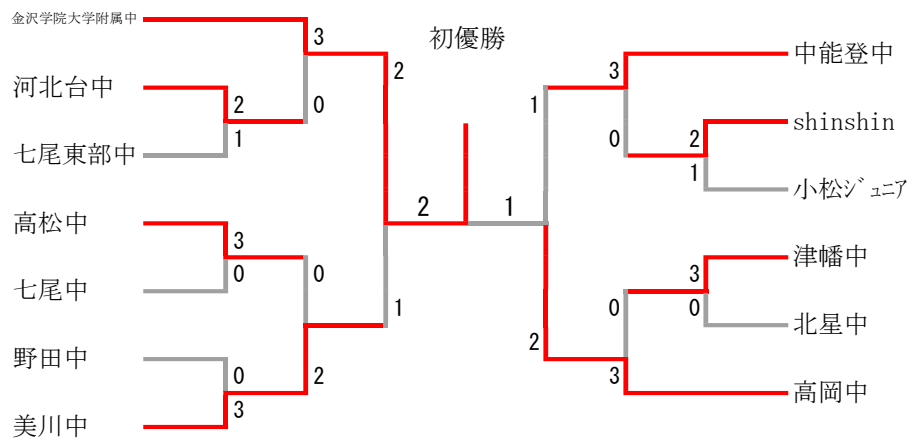 金沢学院大学附属中
3
初優勝
2
河北台中
2
0
1
七尾東部中
2
高松中
3
0
0
七尾中
1
野田中
0
2
3
美川中
中能登中
3
1
shinshin
0
2
1
小松ｼﾞｭﾆｱ
1
津幡中
3
0
0
北星中
2
3
高岡中